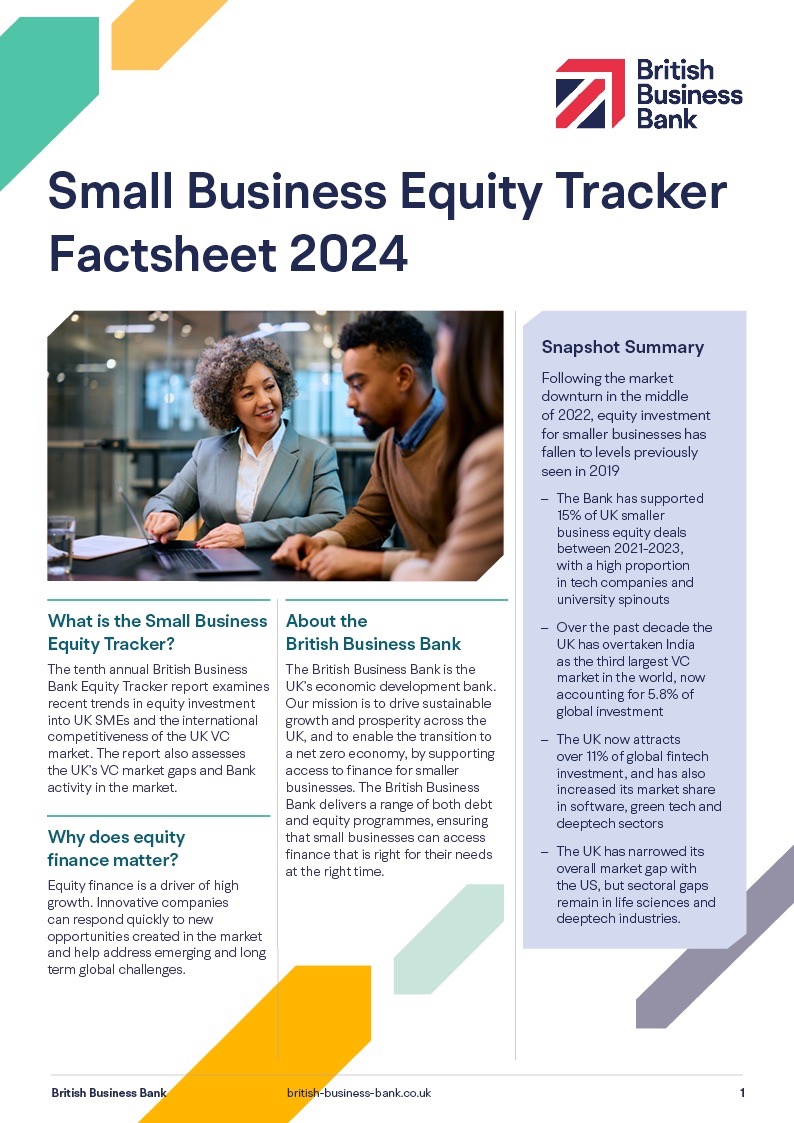 British
Business
Bank
Small Business Equity Tracker
Factsheet 2024
What is the Small Business
Equity Tracker?
The tenth annual British Business
Bank Equity Tracker report examines
recent trends in equity investment
into UK SMEs and the international
competitiveness of the UK VC
market. The report also assesses
the UK's VC market gaps and Bank
activity in the market.
Why does equity
finance matter?
Equity finance is a driver of high
growth. Innovative companies
can respond quickly to new
opportunities created in the market
and help address emerging and long
term global challenges.
About the
British Business Bank
The British Business Bank is the
UK's economic development bank.
Our mission is to drive sustainable
growth and prosperity across the
UK, and to enable the transition to
a net zero economy, by supporting
access to finance for smaller
businesses. The British Business
Bank delivers a range of both debt
and equity programmes, ensuring
that small businesses can access
finance that is right for their needs
at the right time.
Snapshot Summary
Following the market
downturn in the middle
of 2022, equity investment
for smaller businesses has
fallen to levels previously
seen in 2019
– The Bank has supported
15% of UK smaller
business equity deals
between 2021-2023,
with a high proportion
in tech companies and
university spinouts
– Over the past decade the
UK has overtaken India
as the third largest VC
market in the world, now
accounting for 5.8% of
global investment
– The UK now attracts
over 11% of global fintech
investment, and has also
increased its market share
in software, green tech and
deeptech sectors
– The UK has narrowed its
overall market gap with
the US, but sectoral gaps
remain in life sciences and
deeptech industries.
British Business Bank
british-business-bank.co.uk
1